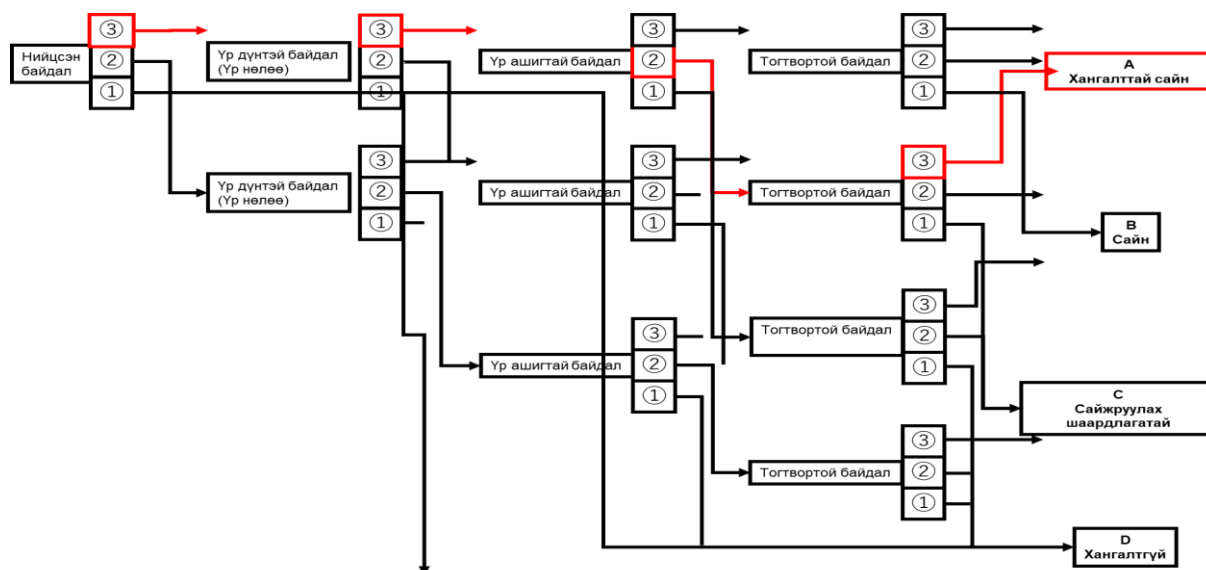 ③
②
①
Нийцсэн
байдал
Үр дүнтэй байдал
(Үр нөлөө)
③
②
①
Үр ашигтай байдал
③
②
①
Тогтвортой байдал
③
②
①
А
Хангалттай сайн
Үр дүнтэй байдал
(Үр нөлөө)
③
②
①
Үр ашигтай байдал
③
②
①
Тогтвортой байдал
③
②
①
В
Сайн
Үр ашигтай байдал
③
②
①
Тогтвортой байдал
③
②
①
С
Сайжруулах
шаардлагатай
Тогтвортой байдал
③
②
①
D
Хангалтгүй